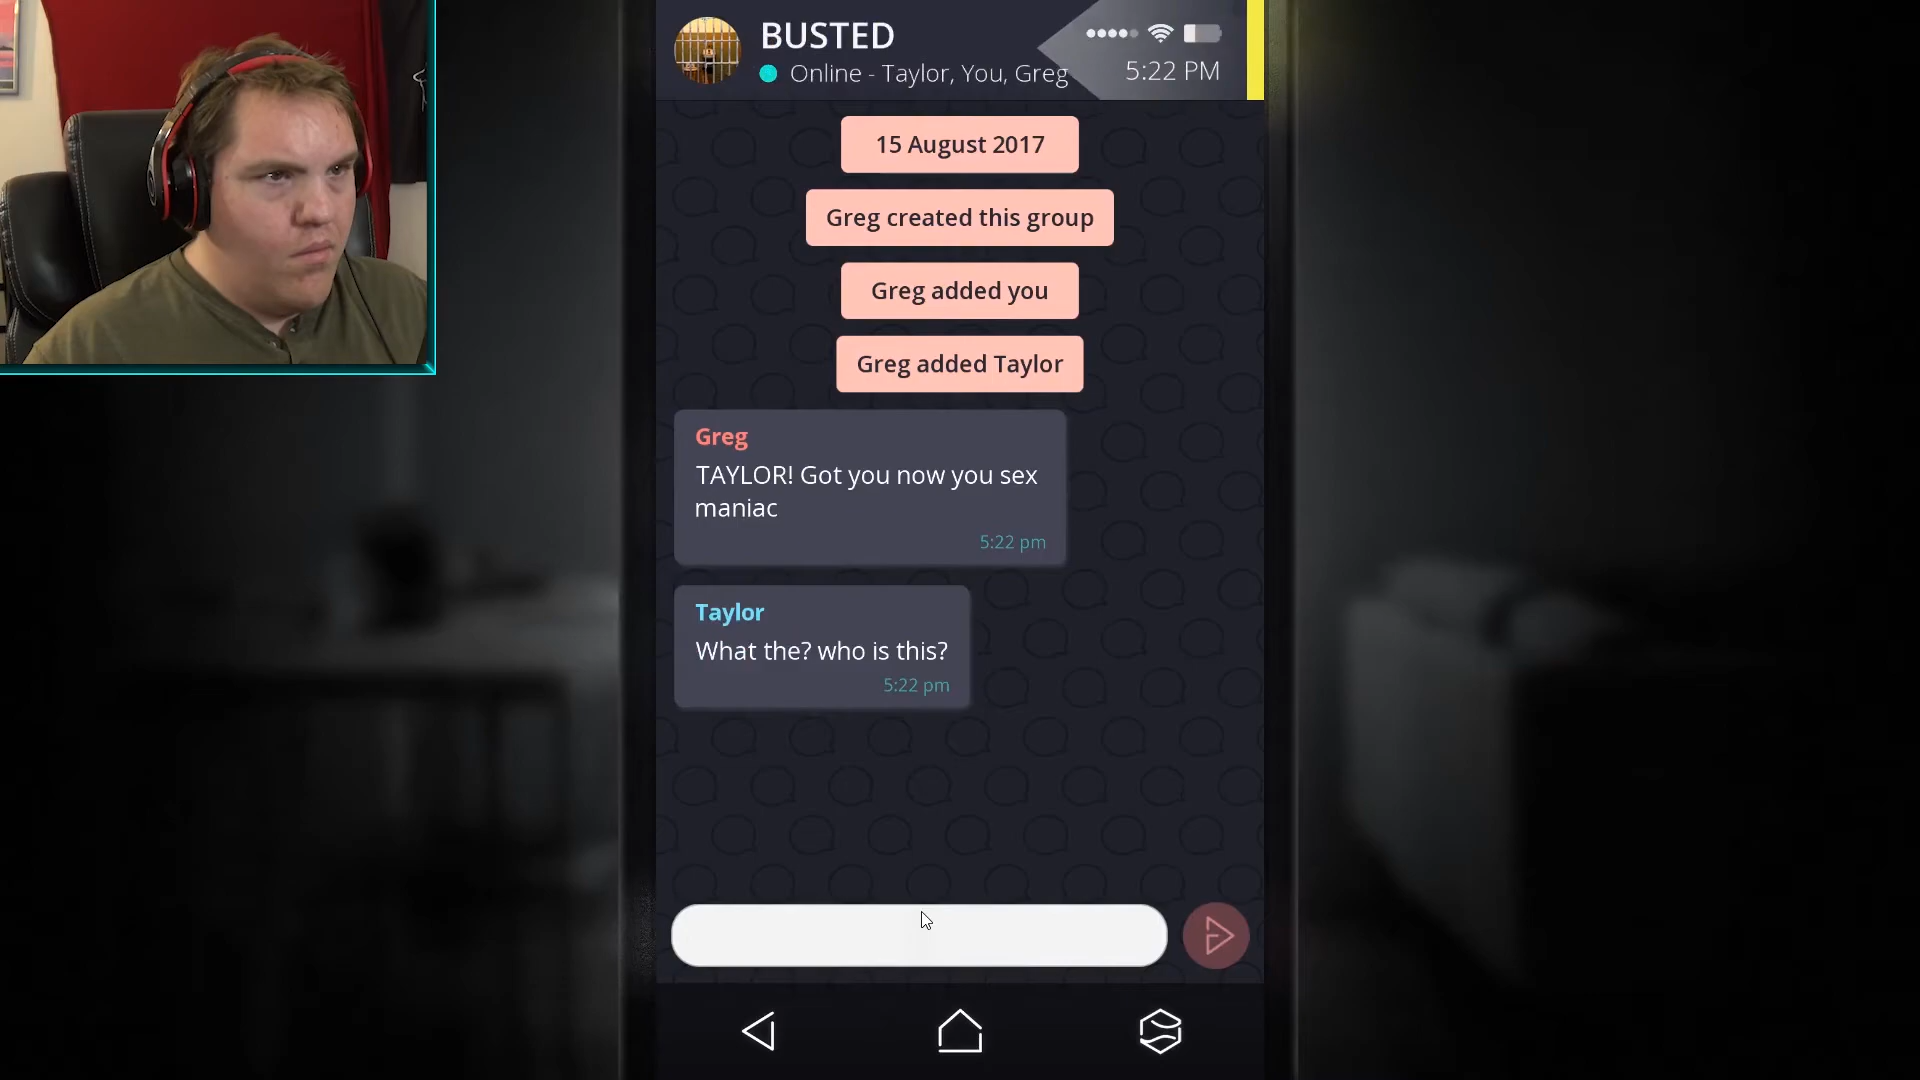 BUSTED
Online - Taylor, You, Greg
5:22 PM
15 August 2017
Greg created this group
Greg added you
Greg added Taylor
Greg
TAYLOR! Got you now you sex
maniac
5:22 pm
Taylor
What the? who is this?
5:22 pm